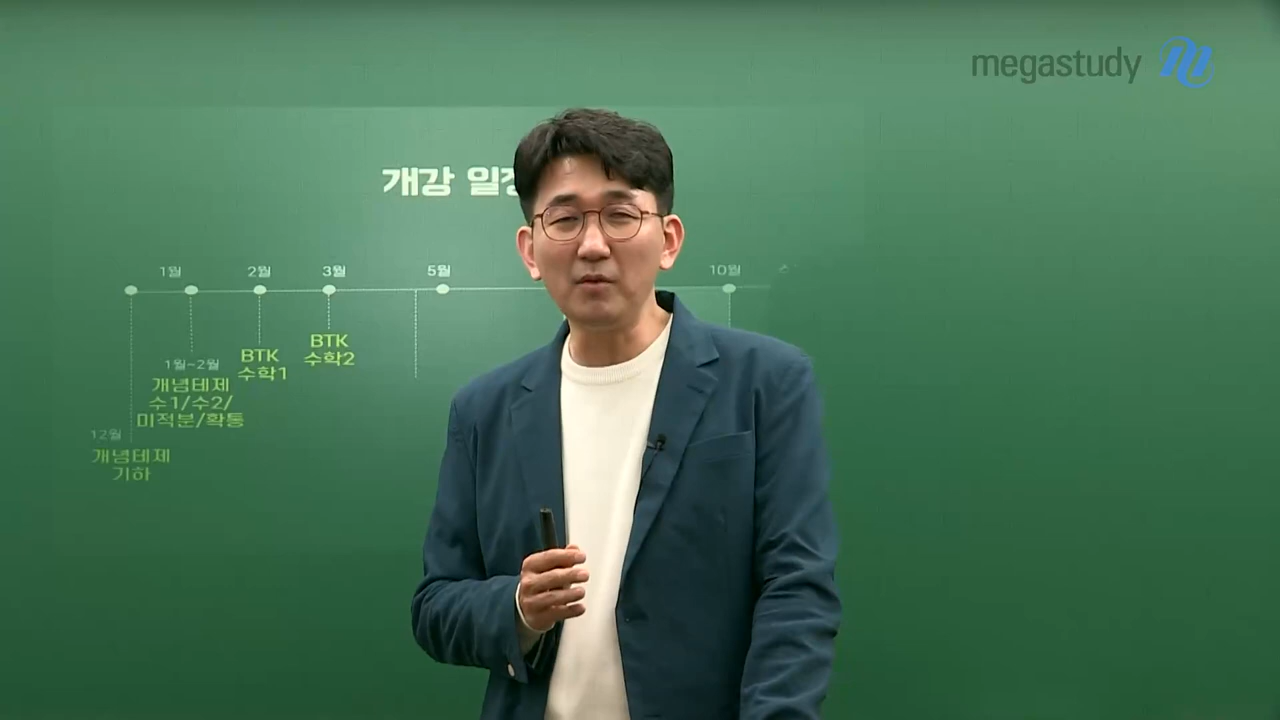 megastudy
개강 일정
1월 2월 3월 5월 10월
BTK
수학2
BTK
수학1
1월~2월
개념테제
수1/수2/
미적분/확통
12월
개념테제
기하